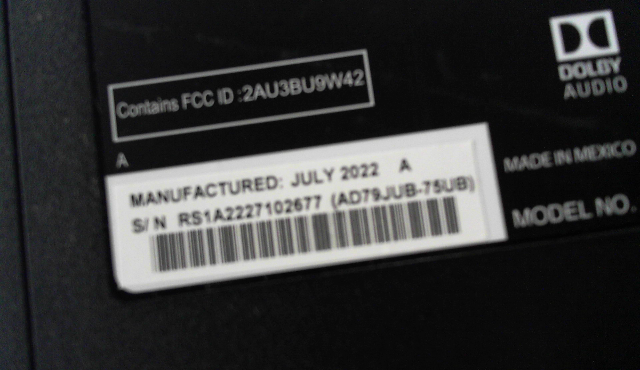 DOLBY
AUDIO
Contains FCC ID :2AU3BU9W42
A
MADE IN MEXICO
MANUFACTURED: JULY 2022 A
S/ N RS1A2227102677 (AD79JUB-75UB)
MODEL NO.